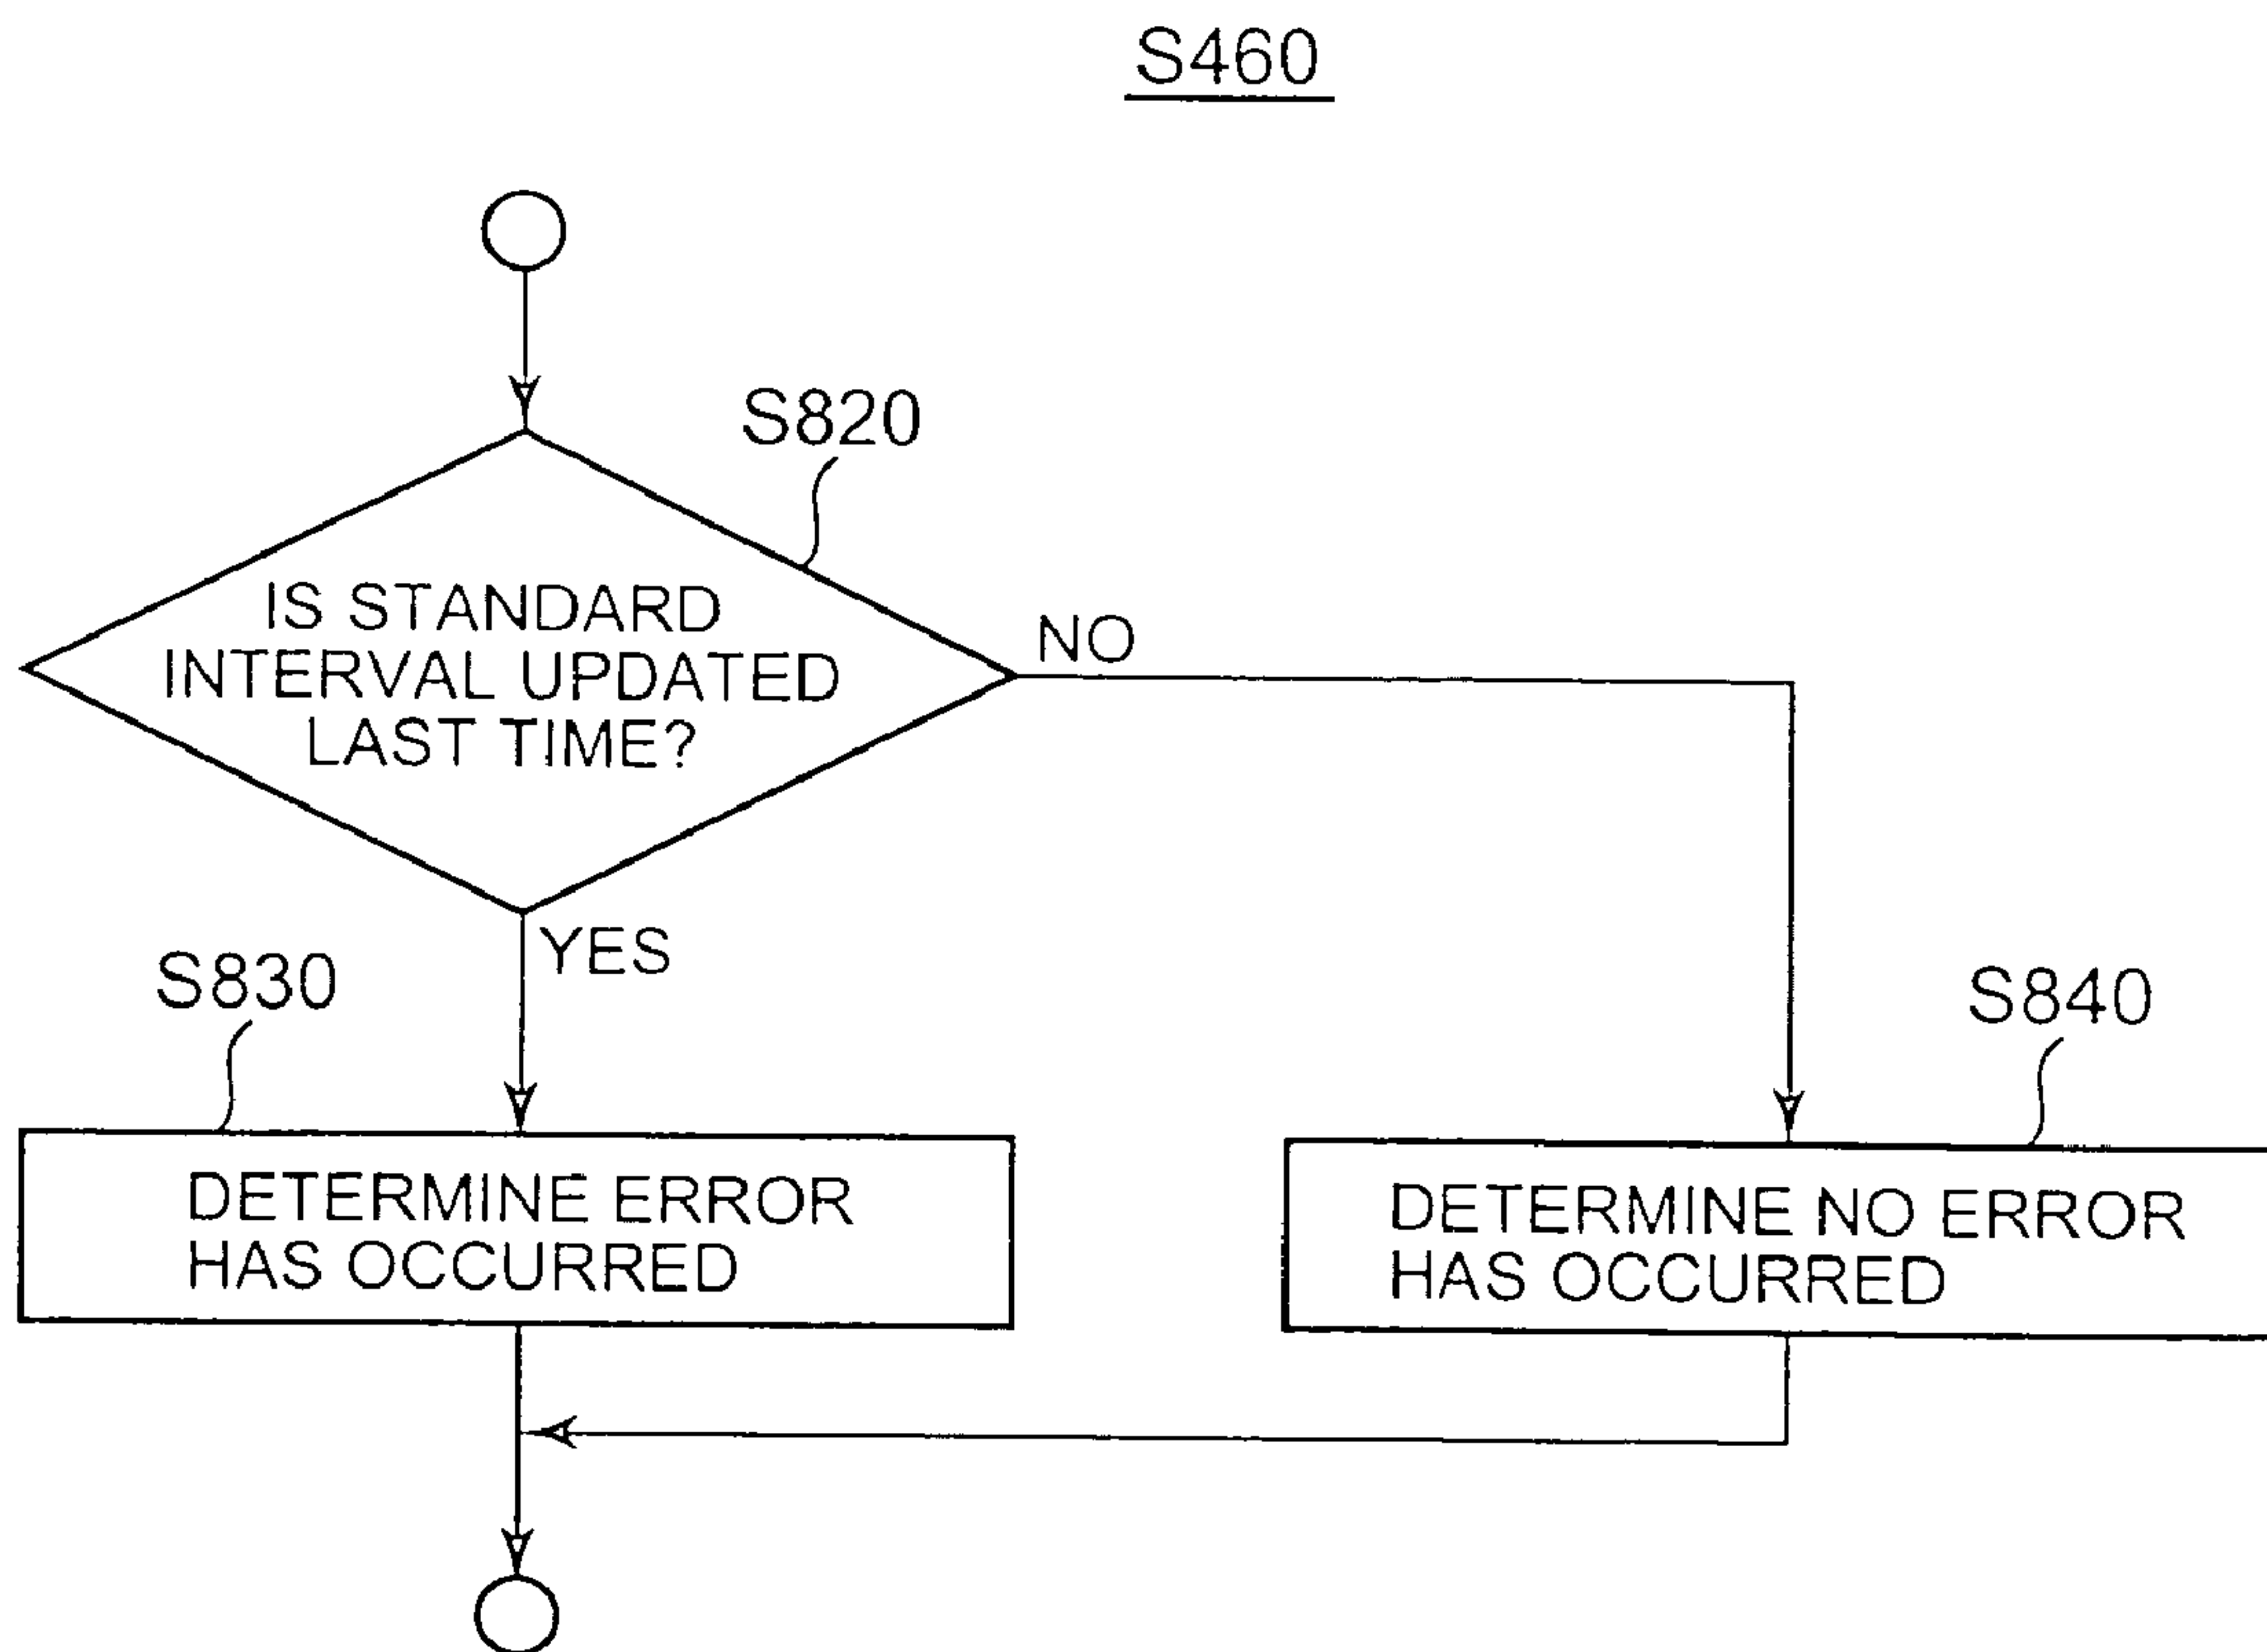 S460
S820
IS STANDARD
INTERVAL UPDATED
LAST TIME?
NO
YES
S830
S840
DETERMINE ERROR
HAS OCCURRED
DETERMINE NO ERROR
HAS OCCURRED